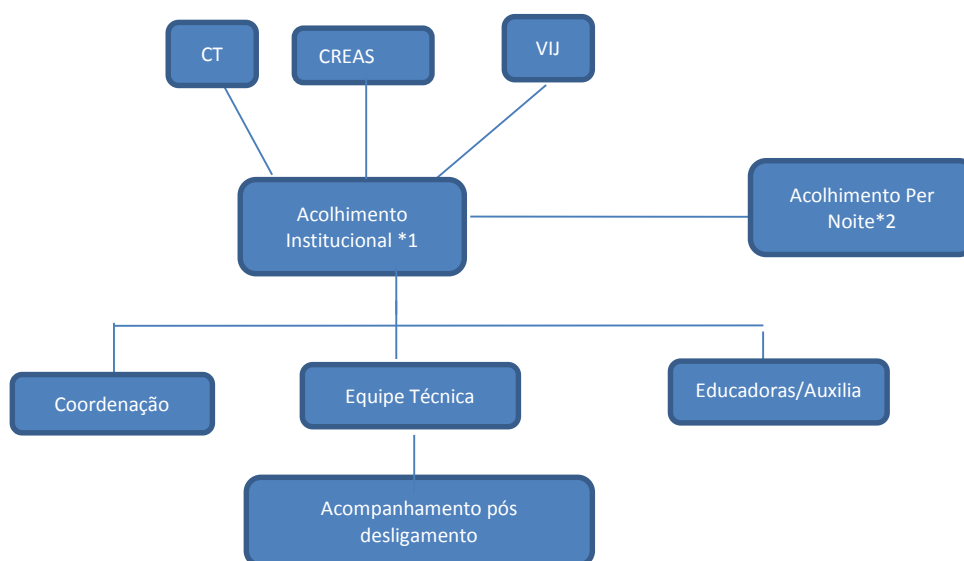 CT
CREAS
VIJ
Acolhimento
Institucional *1
Acolhimento Per
Noite*2
Coordenação
Equipe Técnica
Educadoras/Auxilia
Acompanhamento pós
desligamento